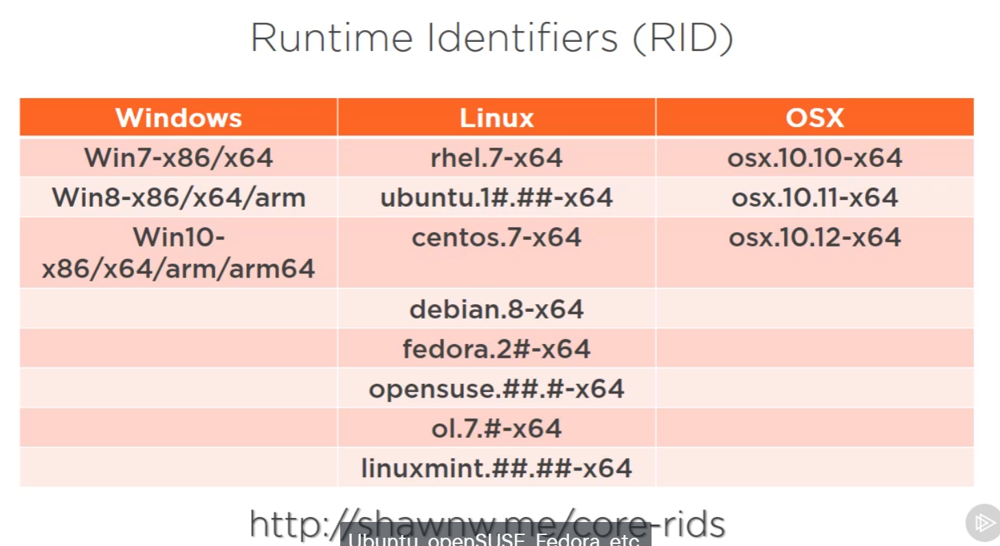 Runtime Identifiers (RID)
Windows Linux OSX
Win7-x86/x64 rhel.7-x64 osx.10.10-x64
Win8-x86/x64/arm ubuntu.1#.##-x64 osx.10.11-x64
Win10- centos.7-x64 osx.10.12-x64
x86/x64/arm/arm64
debian.8-x64
fedora.2#-x64
opensuse.##.#-x64
ol.7.#-x64
linuxmint.##.##-x64
http://shawnw.me/core-rids
Ubuntu, openSUSE, Fedora, etc.